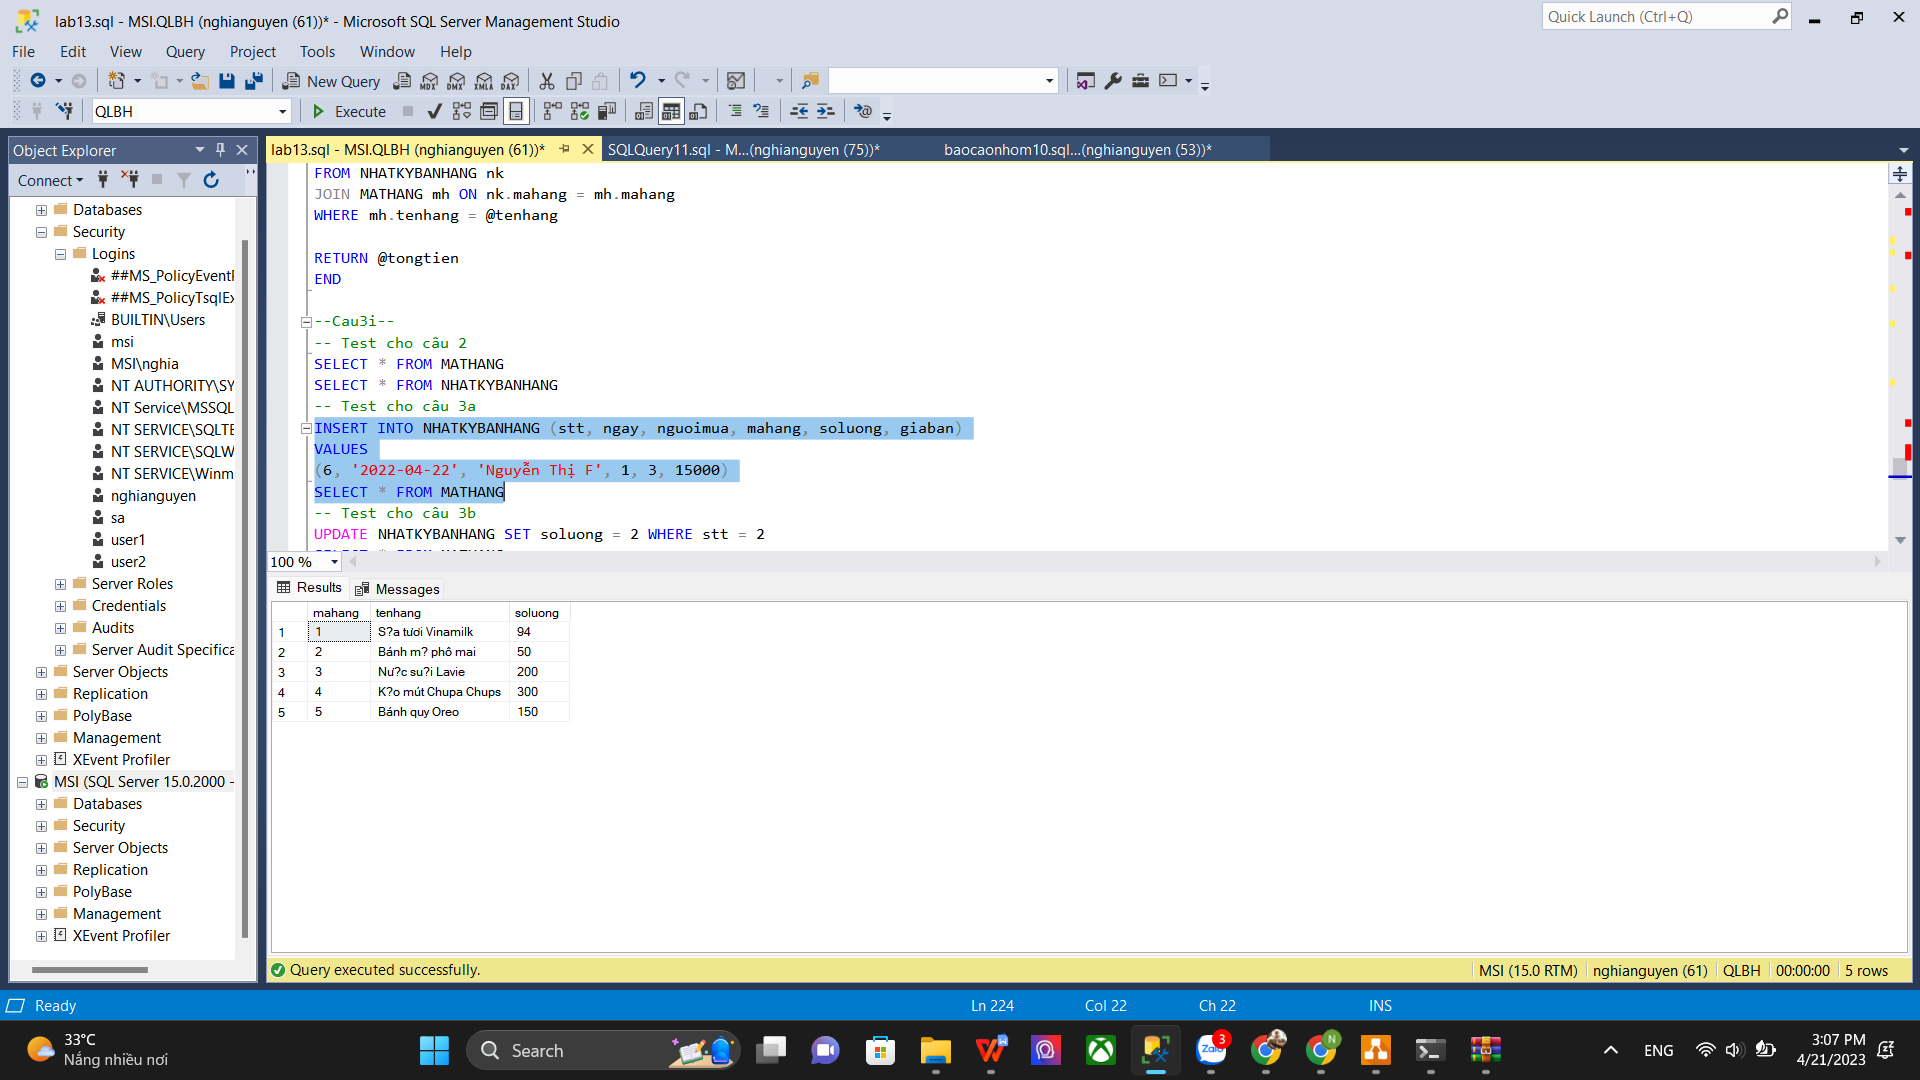 lab13.sql - MSI.QLBH (nghianguyen (61))* - Microsoft SQL Server Management Studio
Quick Launch (Ctrl+Q)
File Edit View Query Project Tools Window Help
New Query MDX DMX XMLA DAX
QLBH Execute
Object Explorer
lab13.sql - MSI.QLBH (nghianguyen (61))* SQLQuery11.sql - M...(nghianguyen (75))* baocaonhom10.sql...(nghianguyen (53))*
Connect
Databases
Security
Logins
##MS_PolicyEventF
##MS_PolicyTsqlEx
BUILTIN\Users
msi
MSI\nghia
NT AUTHORITY\SY
NT Service\MSSQL
NT SERVICE\SQLTE
NT SERVICE\SQLW
NT SERVICE\Winm
nghianguyen
sa
user1
user2
Server Roles
Credentials
Audits
Server Audit Specifica
Server Objects
Replication
PolyBase
Management
XEvent Profiler
MSI (SQL Server 15.0.2000 -
Databases
Security
Server Objects
Replication
PolyBase
Management
XEvent Profiler
FROM NHATKYBANHANG nk
JOIN MATHANG mh ON nk.mahang = mh.mahang
WHERE mh.tenhang = @tenhang
RETURN @tongtien
END
--Cau3i--
-- Test cho câu 2
SELECT * FROM MATHANG
SELECT * FROM NHATKYBANHANG
-- Test cho câu 3a
INSERT INTO NHATKYBANHANG (stt, ngay, nguoimua, mahang, soluong, giaban)
VALUES
(6, '2022-04-22', 'Nguyễn Thị F', 1, 3, 15000)
SELECT * FROM MATHANG
-- Test cho câu 3b
UPDATE NHATKYBANHANG SET soluong = 2 WHERE stt = 2
100 %
Results Messages
mahang tenhang soluong
1 1 S?a tươi Vinamilk 94
2 2 Bánh m? phô mai 50
3 3 Nư?c su?i Lavie 200
4 4 K?o mút Chupa Chups 300
5 5 Bánh quy Oreo 150
Query executed successfully. MSI (15.0 RTM) nghianguyen (61) QLBH 00:00:00 5 rows
Ready Ln 224 Col 22 Ch 22 INS
33°C
Nắng nhiều nơi
Search
Zalo 3
N
ENG
3:07 PM
4/21/2023